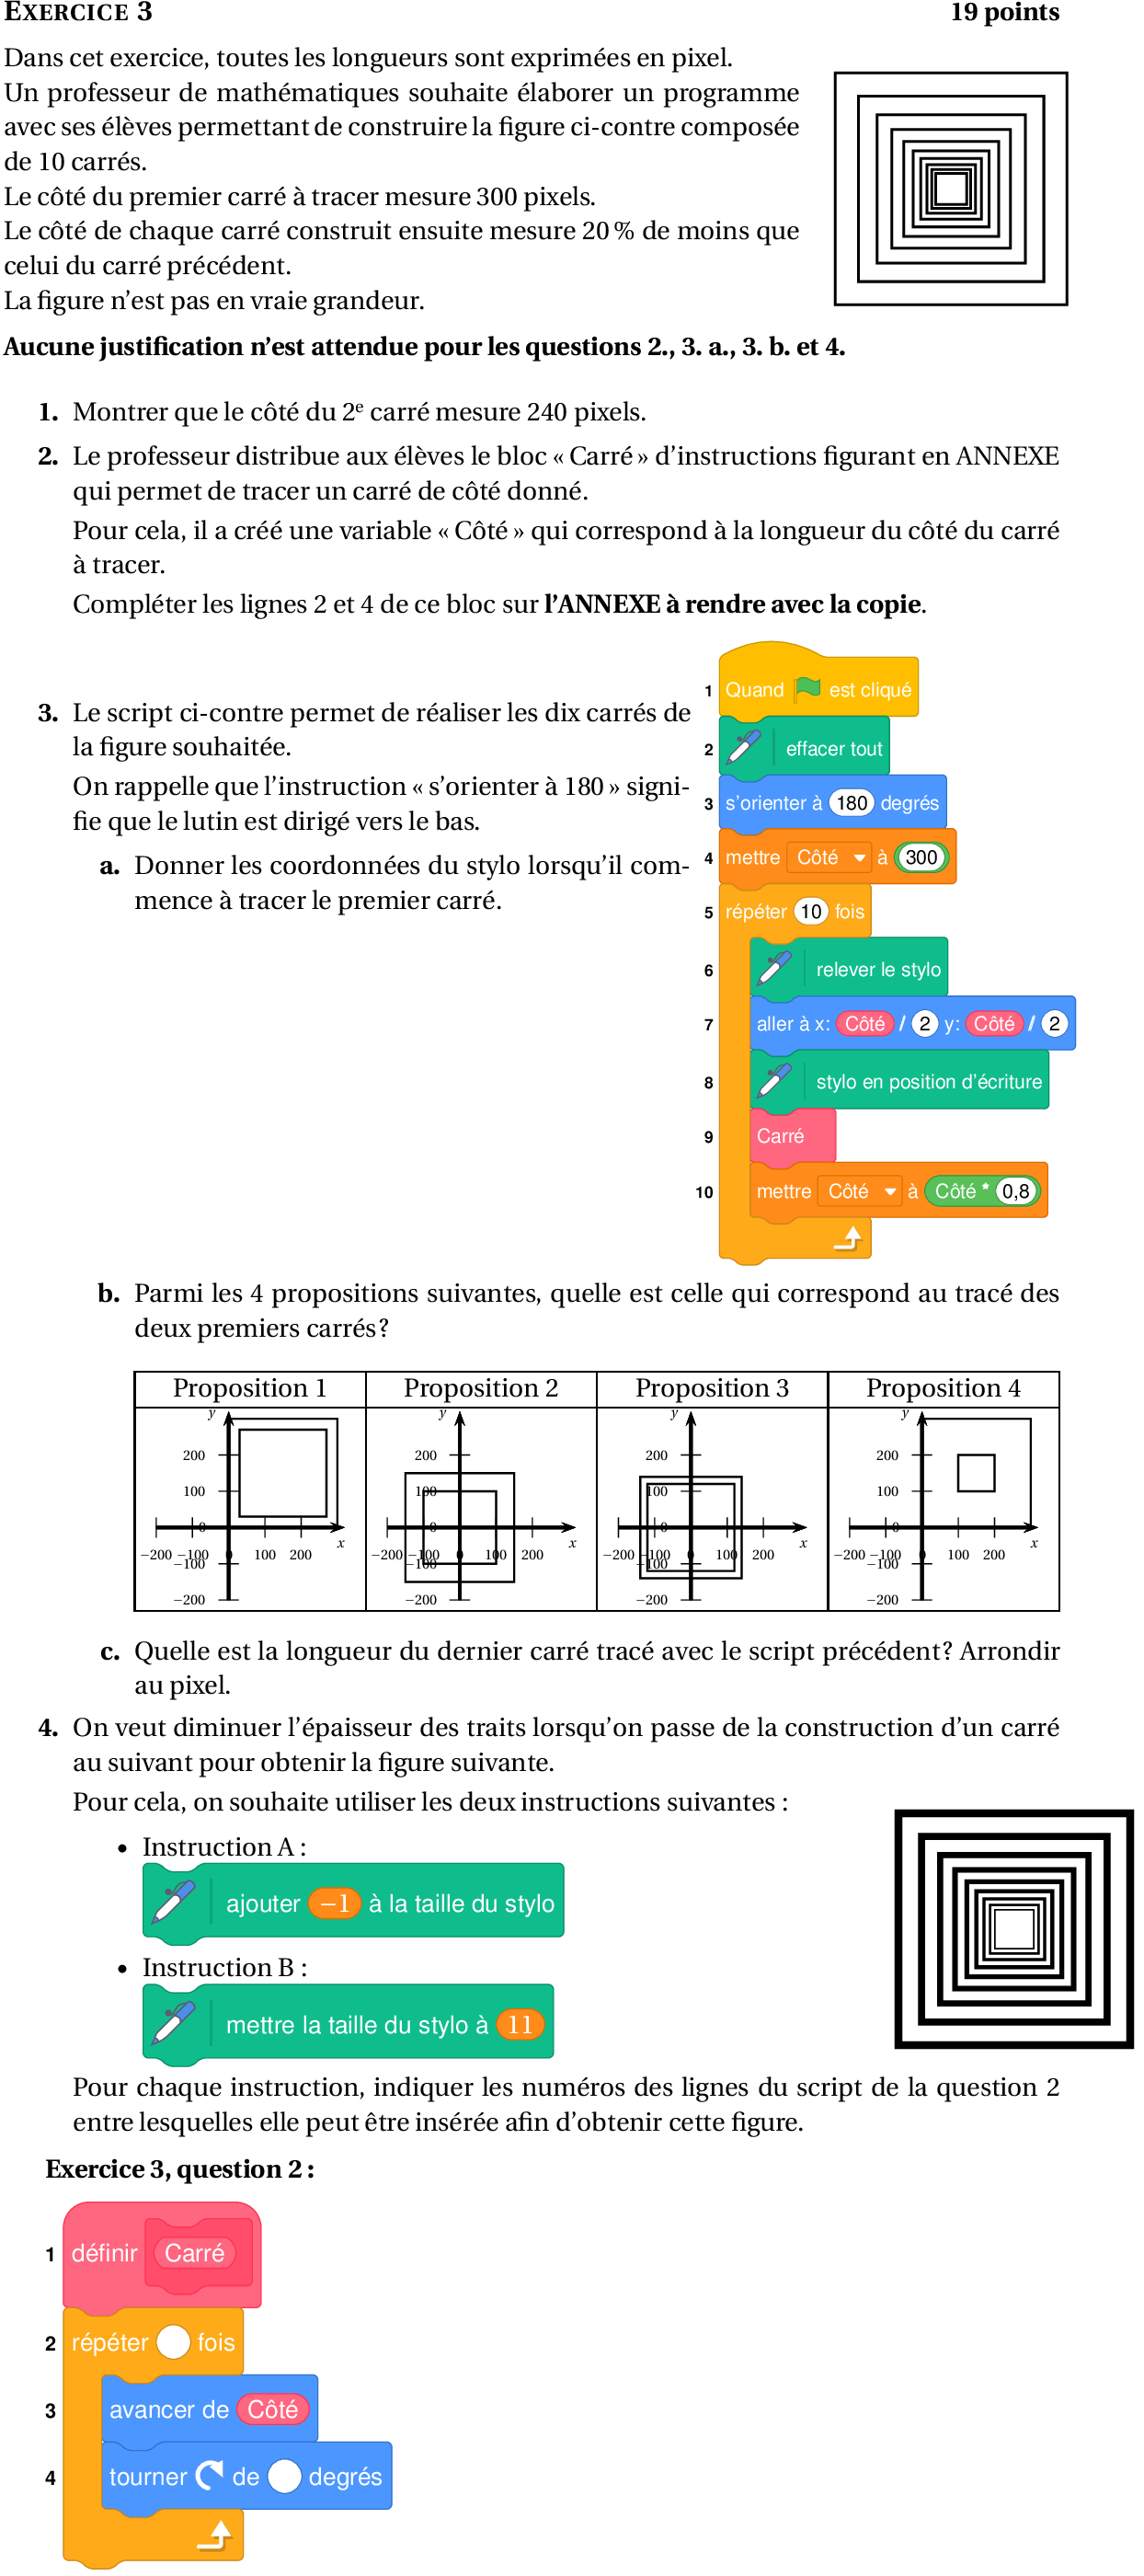 EXERCICE 3 19 points
Dans cet exercice, toutes les longueurs sont exprimées en pixel.
Un professeur de mathématiques souhaite élaborer un programme
avec ses élèves permettant de construire la figure ci-contre composée
de 10 carrés.
Le côté du premier carré à tracer mesure 300 pixels.
Le côté de chaque carré construit ensuite mesure 20 % de moins que
celui du carré précédent.
La figure n'est pas en vraie grandeur.
Aucune justification n'est attendue pour les questions 2., 3. a., 3. b. et 4.
1. Montrer que le côté du 2e carré mesure 240 pixels.
2. Le professeur distribue aux élèves le bloc « Carré » d'instructions figurant en ANNEXE
qui permet de tracer un carré de côté donné.
Pour cela, il a créé une variable « Côté » qui correspond à la longueur du côté du carré
à tracer.
Compléter les lignes 2 et 4 de ce bloc sur l'ANNEXE à rendre avec la copie.
3. Le script ci-contre permet de réaliser les dix carrés de
la figure souhaitée.
On rappelle que l'instruction « s'orienter à 180 » signi-
fie que le lutin est dirigé vers le bas.
a. Donner les coordonnées du stylo lorsqu'il com-
mence à tracer le premier carré.
1 Quand est cliqué
2 effacer tout
3 s'orienter à 180 degrés
4 mettre Côté à 300
5 répéter 10 fois
6 relever le stylo
7 aller à x: Côté / 2 y: Côté / 2
8 stylo en position d'écriture
9 Carré
10 mettre Côté à Côté * 0,8
b. Parmi les 4 propositions suivantes, quelle est celle qui correspond au tracé des
deux premiers carrés?
Proposition 1 Proposition 2 Proposition 3 Proposition 4
y y y y
200 200 200 200
100 100 100 100
0 0 0 0
x x x x
−200 −100 0 100 200 −200 −100 0 100 200 −200 −100 0 100 200 −200 −100 0 100 200
−100 −100 −100 −100
−200 −200 −200 −200
c. Quelle est la longueur du dernier carré tracé avec le script précédent? Arrondir
au pixel.
4. On veut diminuer l'épaisseur des traits lorsqu'on passe de la construction d'un carré
au suivant pour obtenir la figure suivante.
Pour cela, on souhaite utiliser les deux instructions suivantes :
• Instruction A :
ajouter −1 à la taille du stylo
• Instruction B :
mettre la taille du stylo à 11
Pour chaque instruction, indiquer les numéros des lignes du script de la question 2
entre lesquelles elle peut être insérée afin d'obtenir cette figure.
Exercice 3, question 2 :
1 définir Carré
2 répéter fois
3 avancer de Côté
4 tourner de degrés